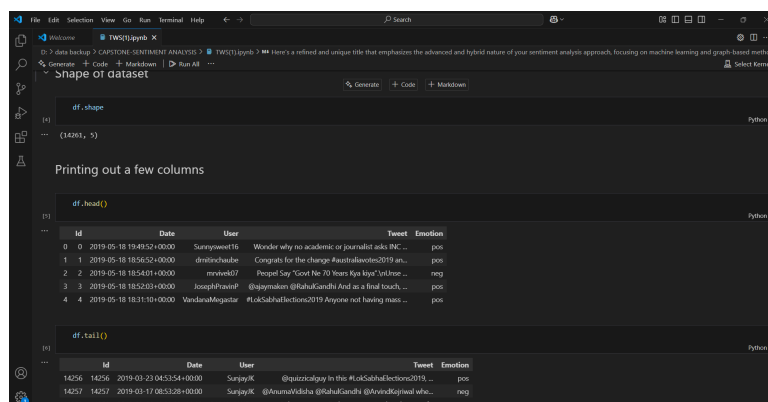 File Edit Selection View Go Run Terminal Help
Search
Welcome
TWS(1).ipynb
D: > data backup > CAPSTONE-SENTIMENT ANALYSIS > TWS(1).ipynb > Here's a refined and unique title that emphasizes the advanced and hybrid nature of your sentiment analysis approach, focusing on machine learning and graph-based metho
Generate + Code + Markdown Run All ...
Select Kerne
Shape of dataset
Generate + Code + Markdown
df.shape
[4] Python
... (14261, 5)
Printing out a few columns
df.head()
[5] Python
... Id Date User Tweet Emotion
0 0 2019-05-18 19:49:52+00:00 Sunnysweet16 Wonder why no academic or journalist asks INC ... pos
1 1 2019-05-18 18:56:52+00:00 dmitinchaube Congrats for the change #australiavotes2019 an... pos
2 2 2019-05-18 18:54:01+00:00 mrvivek07 Peopel Say "Govt Ne 70 Years Kya kiya".\nUnse ... neg
3 3 2019-05-18 18:52:03+00:00 JosephPravinP @ajaymaken @RahulGandhi And as a final touch, ... pos
4 4 2019-05-18 18:31:10+00:00 VandanaMegastar #LokSabhaElections2019 Anyone not having mass ... pos
df.tail()
[6] Python
... Id Date User Tweet Emotion
14256 14256 2019-03-23 04:53:54+00:00 SunjayJK @quizzicalguy In this #LokSabhaElections2019, ... pos
14257 14257 2019-03-17 08:53:28+00:00 SunjayJK @AnumaVidisha @RahulGandhi @ArvindKejriwal whe... neg